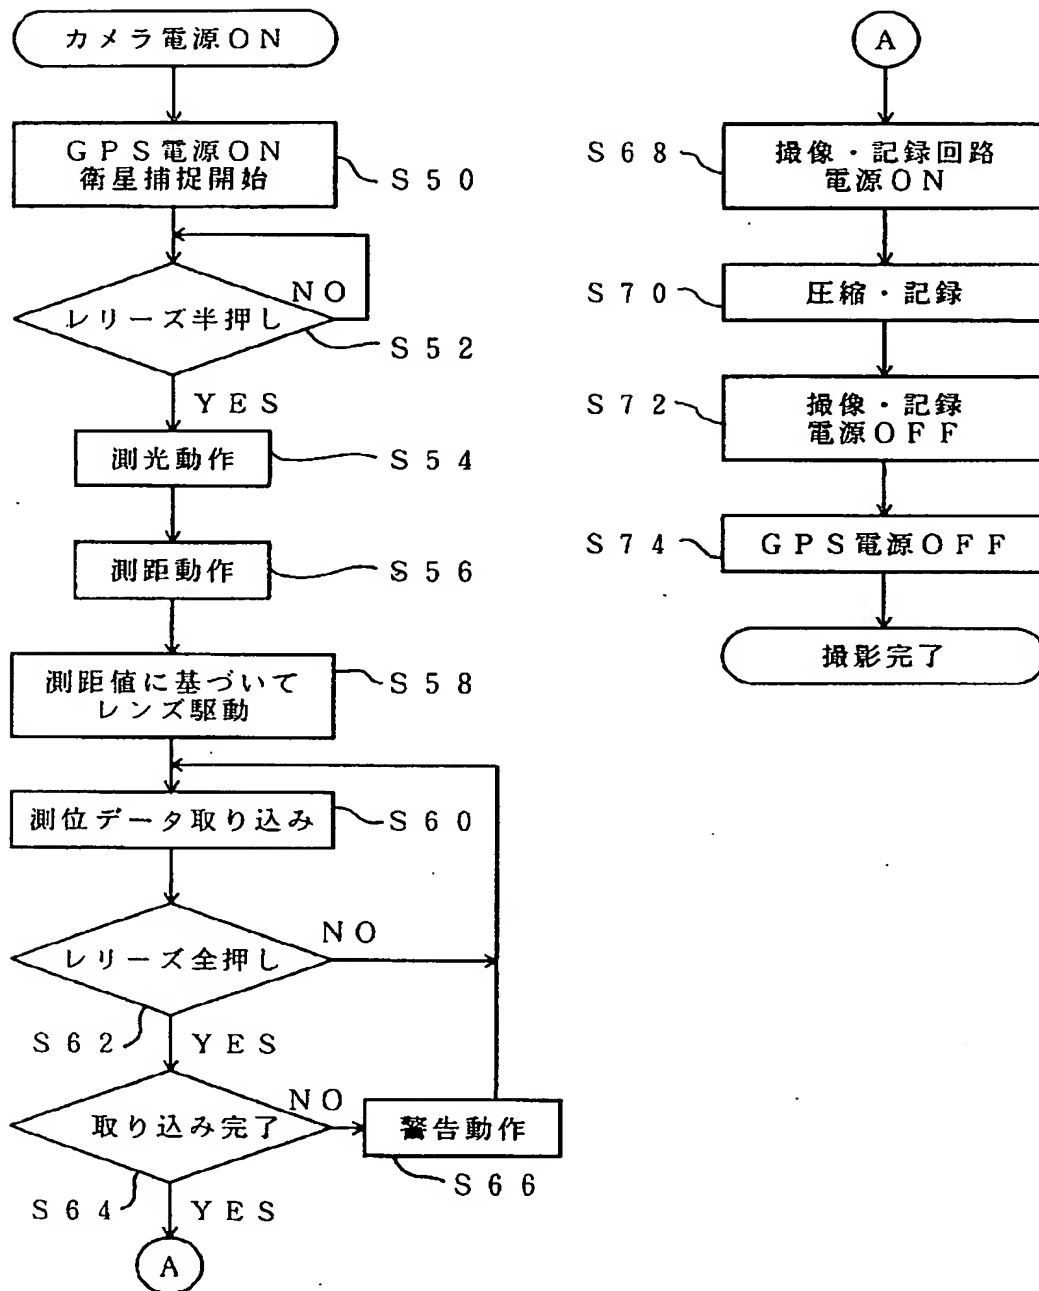 カメラ電源ON
GPS電源ON
衛星捕捉開始
S50
NO
レリーズ半押し
S52
YES
測光動作
S54
測距動作
S56
測距値に基づいて
レンズ駆動
S58
測位データ取り込み
S60
NO
レリーズ全押し
S62
YES
NO
取り込み完了
警告動作
S64
S66
YES
A
A
S68
撮像・記録回路
電源ON
S70
圧縮・記録
S72
撮像・記録
電源OFF
S74
GPS電源OFF
撮影完了